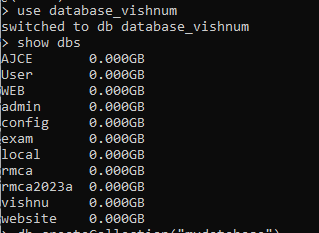 > use database_vishnum
switched to db database_vishnum
> show dbs
AJCE 0.000GB
User 0.000GB
WEB 0.000GB
admin 0.000GB
config 0.000GB
exam 0.000GB
local 0.000GB
rmca 0.000GB
rmca2023a 0.000GB
vishnu 0.000GB
website 0.000GB
> db.createCollection("mydatabase")